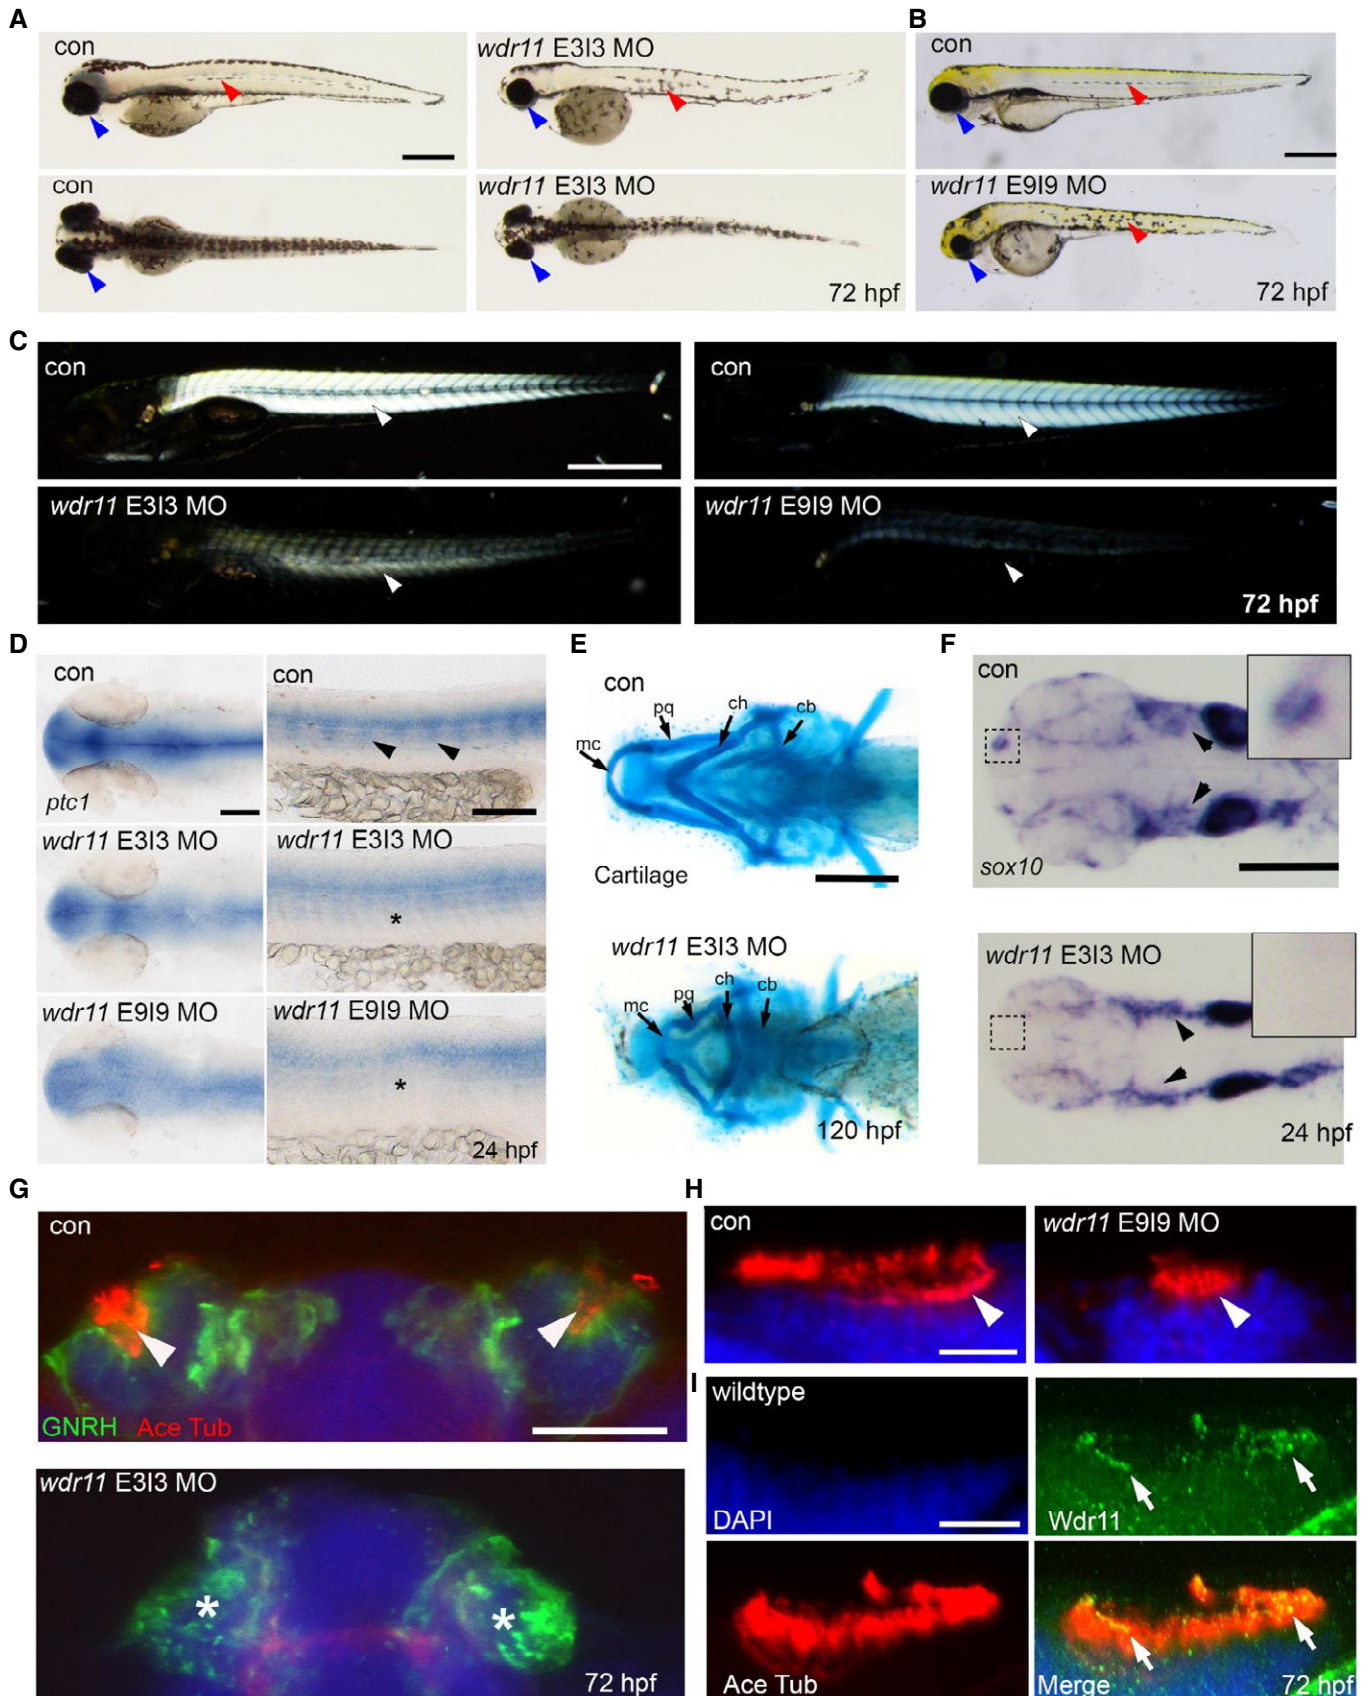 A
B
con
wdr11 E3I3 MO
con
con
wdr11 E3I3 MO
72 hpf
wdr11 E9I9 MO
72 hpf
C
con
con
wdr11 E3I3 MO
wdr11 E9I9 MO
72 hpf
D
E
F
con
ptc1
con
wdr11 E3I3 MO
wdr11 E3I3 MO
wdr11 E9I9 MO
wdr11 E9I9 MO
24 hpf
con
mc
pq
ch
cb
Cartilage
wdr11 E3I3 MO
mc
pq
ch
cb
120 hpf
con
sox10
wdr11 E3I3 MO
24 hpf
G
H
con
GNRH Ace Tub
wdr11 E3I3 MO
72 hpf
con
wdr11 E9I9 MO
I
wildtype
DAPI
Wdr11
Ace Tub
Merge
72 hpf